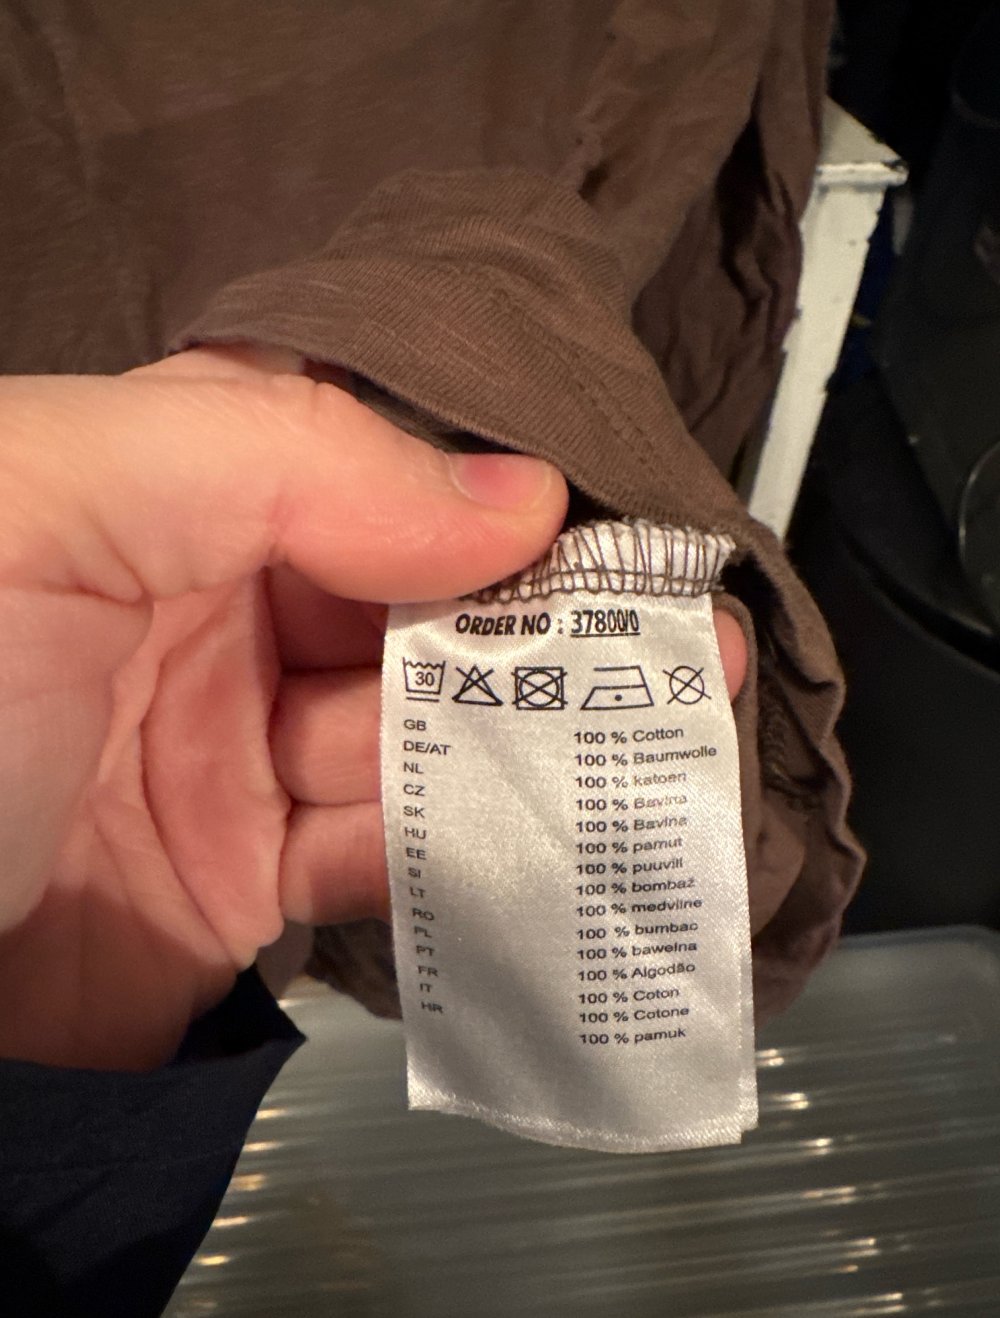 ORDER NO : 37800/0
30
GB 100 % Cotton
DE/AT 100 % Baumwolle
NL 100 % katoen
CZ 100 % Bavlna
SK 100 % Bavlna
HU 100 % pamut
EE 100 % puuvill
SI 100 % bombaž
LT 100 % medvilne
RO 100 % bumbac
PL 100 % bawelna
PT 100 % Algodão
FR 100 % Coton
IT 100 % Cotone
HR 100 % pamuk